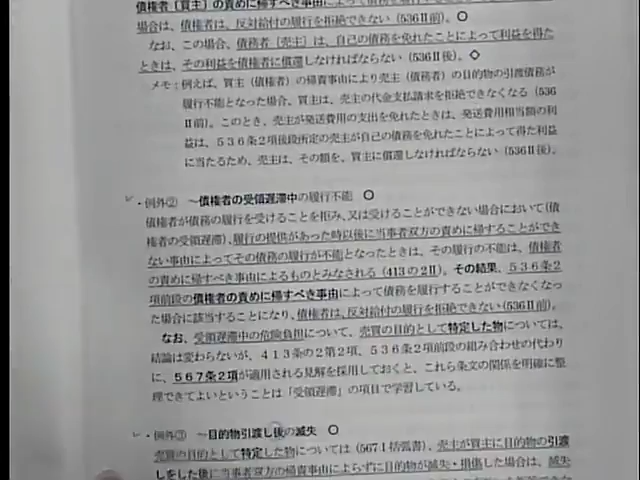 債権者〔買主〕の責めに帰すべき事由によって
場合は、債権者は、反対給付の履行を拒絶できない（536Ⅱ前）。○
なお、この場合、債務者〔売主〕は、自己の債務を免れたことによって利益を得た
ときは、その利益を債権者に償還しなければならない（536Ⅱ後）。◇
メモ：例えば、買主（債権者）の帰責事由により売主（債務者）の目的物の引渡債務が
履行不能となった場合、買主は、売主の代金支払請求を拒絶できなくなる（536
Ⅱ前）。このとき、売主が発送費用の支出を免れたときは、発送費用相当額の利
益は、５３６条２項後段所定の売主が自己の債務を免れたことによって得た利益
に当たるため、売主は、その額を、買主に償還しなければならない（536Ⅱ後）。
・例外② ～債権者の受領遅滞中の履行不能 ○
債権者が債務の履行を受けることを拒み、又は受けることができない場合において（債
権者の受領遅滞）、履行の提供があった時以後に当事者双方の責めに帰することができ
ない事由によってその債務の履行が不能となったときは、その履行の不能は、債権者
の責めに帰すべき事由によるものとみなされる（413の2Ⅱ）。その結果、５３６条２
項前段の債権者の責めに帰すべき事由によって債務を履行することができなくなっ
た場合に該当することになり、債権者は、反対給付の履行を拒絶できない（536Ⅱ前）。
なお、受領遅滞中の危険負担について、売買の目的として特定した物については、
結論は変わらないが、４１３条の２第２項、５３６条２項前段の組み合わせの代わり
に、５６７条２項が適用される見解を採用しておくと、これら条文の関係を明確に整
理できてよいということは「受領遅滞」の項目で学習している。
・例外③ ～目的物引渡し後の滅失 ○
売買の目的として特定した物については（567Ⅰ括弧書）、売主が買主に目的物の引渡
しをした後に当事者双方の帰責事由によらずに目的物が滅失・損傷した場合は、滅失